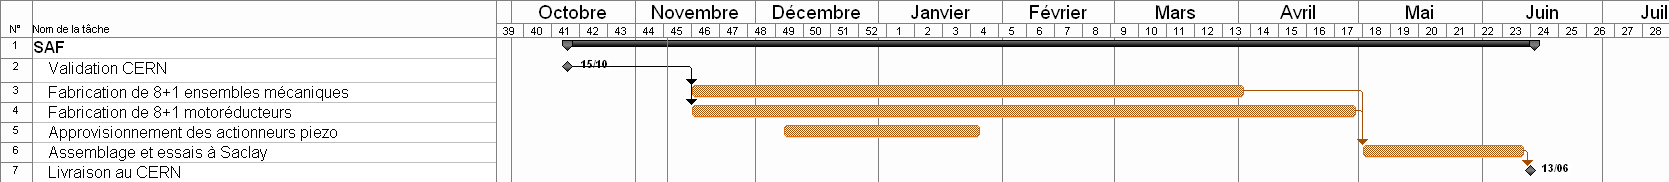 Octobre Novembre Décembre Janvier Février Mars Avril Mai Juin Juil
N° Nom de la tâche 39 40 41 42 43 44 45 46 47 48 49 50 51 52 1 2 3 4 5 6 7 8 9 10 11 12 13 14 15 16 17 18 19 20 21 22 23 24 25 26 27 28
1 SAF
2 Validation CERN 15/10
3 Fabrication de 8+1 ensembles mécaniques
4 Fabrication de 8+1 motoréducteurs
5 Approvisionnement des actionneurs piezo
6 Assemblage et essais à Saclay
7 Livraison au CERN 13/06